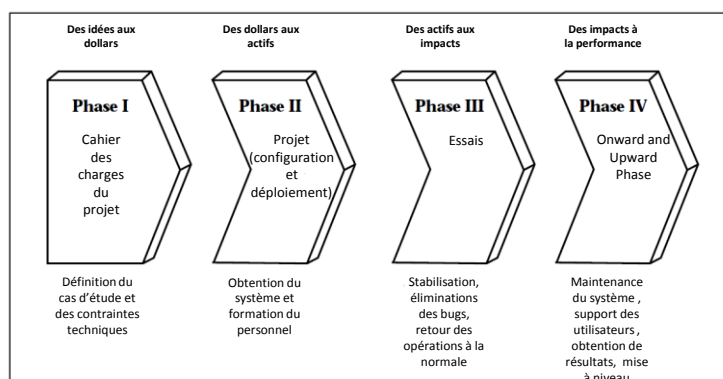 Des idées aux
dollars
Des dollars aux
actifs
Des actifs aux
impacts
Des impacts à
la performance
Phase I
Cahier
des
charges
du
projet
Phase II
Projet
(configuration
et
déploiement)
Phase III
Essais
Phase IV
Onward and
Upward
Phase
Définition du
cas d'étude et
des contraintes
techniques
Obtention du
système et
formation du
personnel
Stabilisation,
éliminations
des bugs,
retour des
opérations à la
normale
Maintenance
du système ,
support des
utilisateurs ,
obtention de
résultats, mise
à niveau